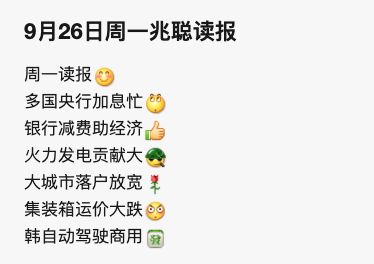 9月26日周一兆聪读报
周一读报😊
多国央行加息忙
银行减费助经济👍
火力发电贡献大
大城市落户放宽🌹
集装箱运价大跌🙄
韩自动驾驶商用